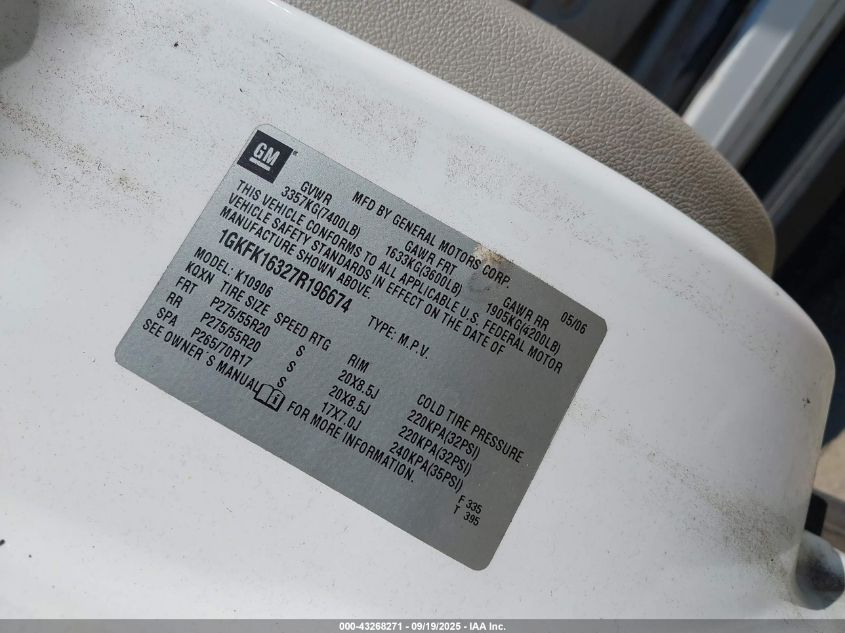 GM
MFD BY GENERAL MOTORS CORP. 05/06
GVWR GAWR FRT GAWR RR
3357KG(7400LB) 1633KG(3600LB) 1905KG(4200LB)
THIS VEHICLE CONFORMS TO ALL APPLICABLE U.S. FEDERAL MOTOR
VEHICLE SAFETY STANDARDS IN EFFECT ON THE DATE OF
MANUFACTURE SHOWN ABOVE.
1GKFK16327R196674 TYPE: M.P.V.
MODEL: K10906
KOXN TIRE SIZE SPEED RTG RIM COLD TIRE PRESSURE
FRT P275/55R20 S 20X8.5J 220KPA(32PSI)
RR P275/55R20 S 20X8.5J 220KPA(32PSI)
SPA P265/70R17 S 17X7.0J 240KPA(35PSI)
SEE OWNER'S MANUAL FOR MORE INFORMATION.
F 335
T 395
000-43268271 - 09/19/2025 - IAA Inc.